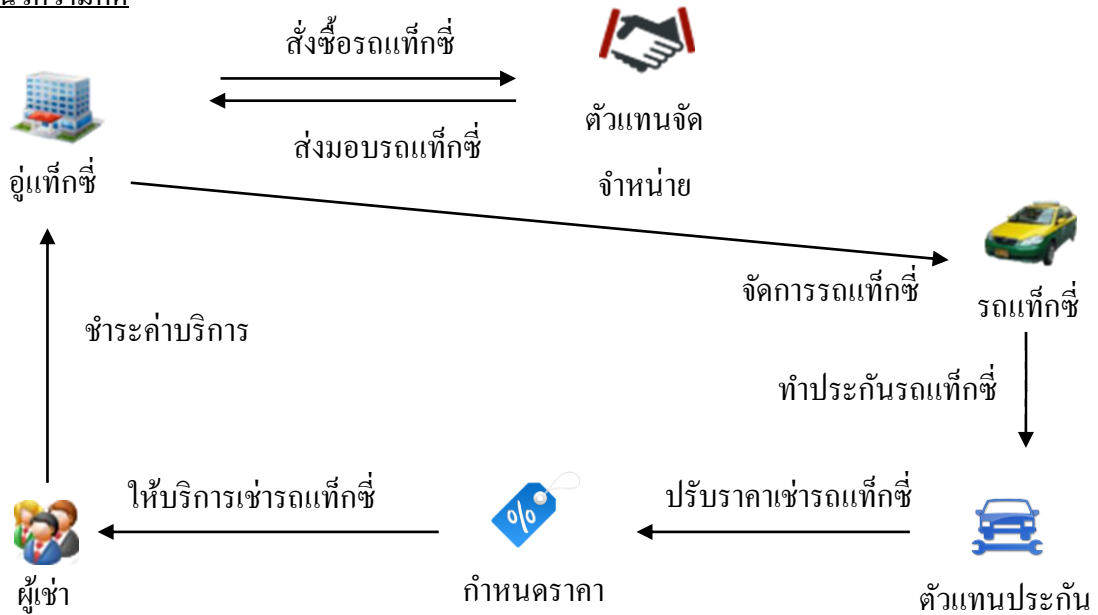 สั่งซื้อรถแท็กซี่
ส่งมอบรถแท็กซี่
ตัวแทนจัด
จำหน่าย
อู่แท็กซี่
จัดการรถแท็กซี่
รถแท็กซี่
ชำระค่าบริการ
ทำประกันรถแท็กซี่
ให้บริการเช่ารถแท็กซี่
%
ปรับราคาเช่ารถแท็กซี่
ผู้เช่า
กำหนดราคา
ตัวแทนประกัน